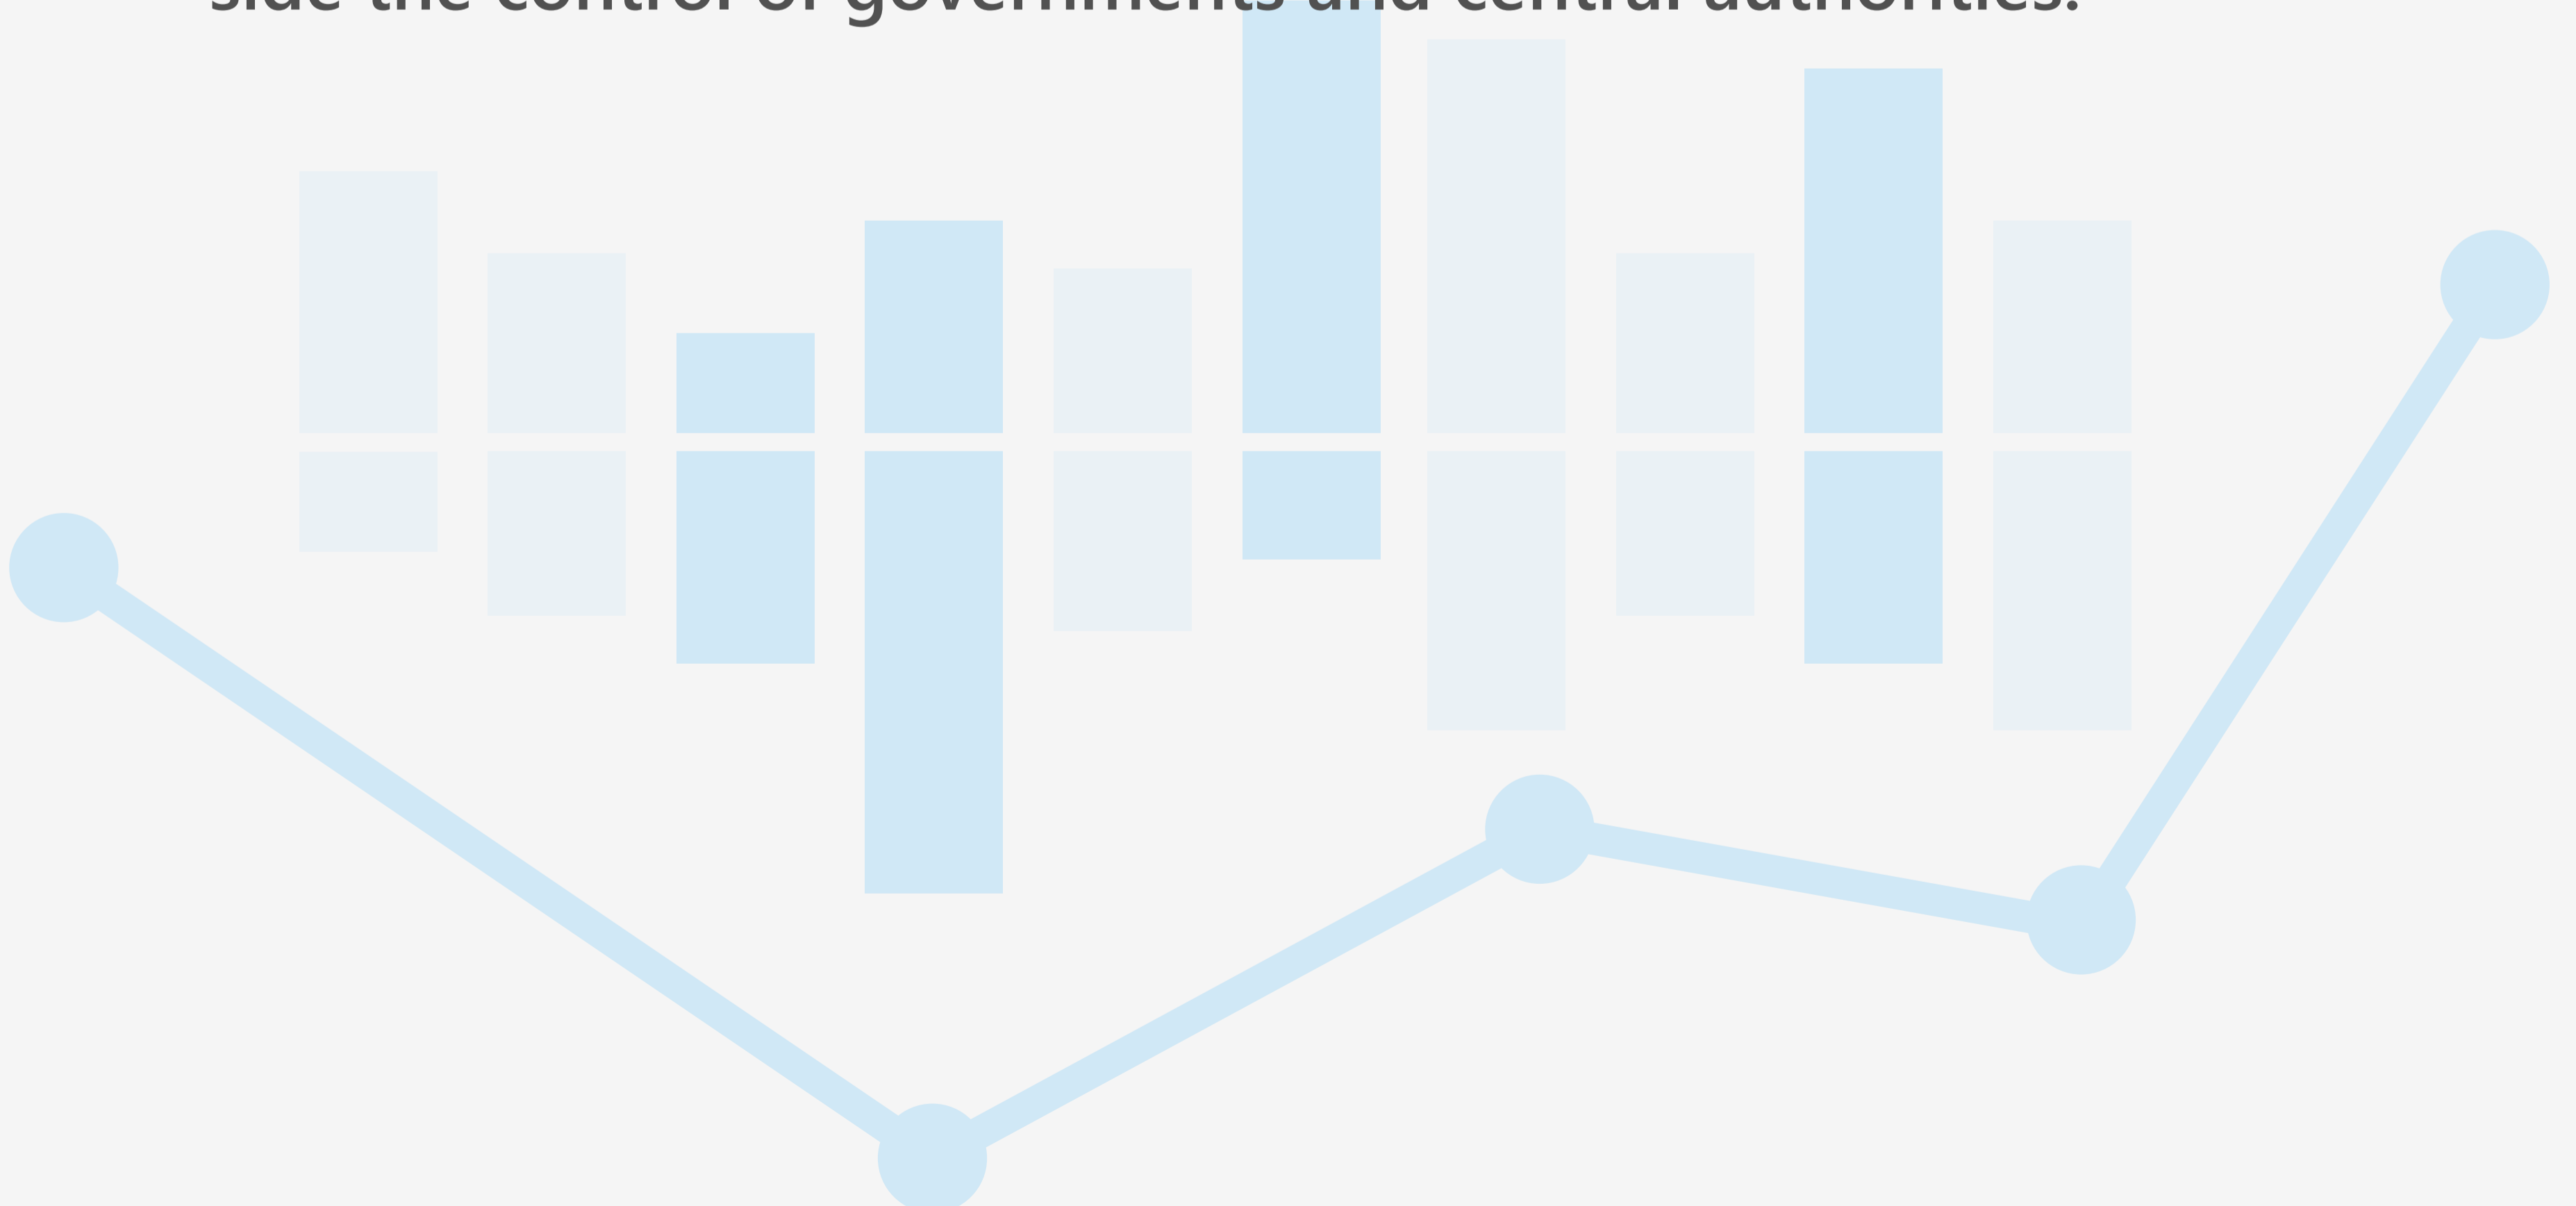 side the control of governments and central authorities.